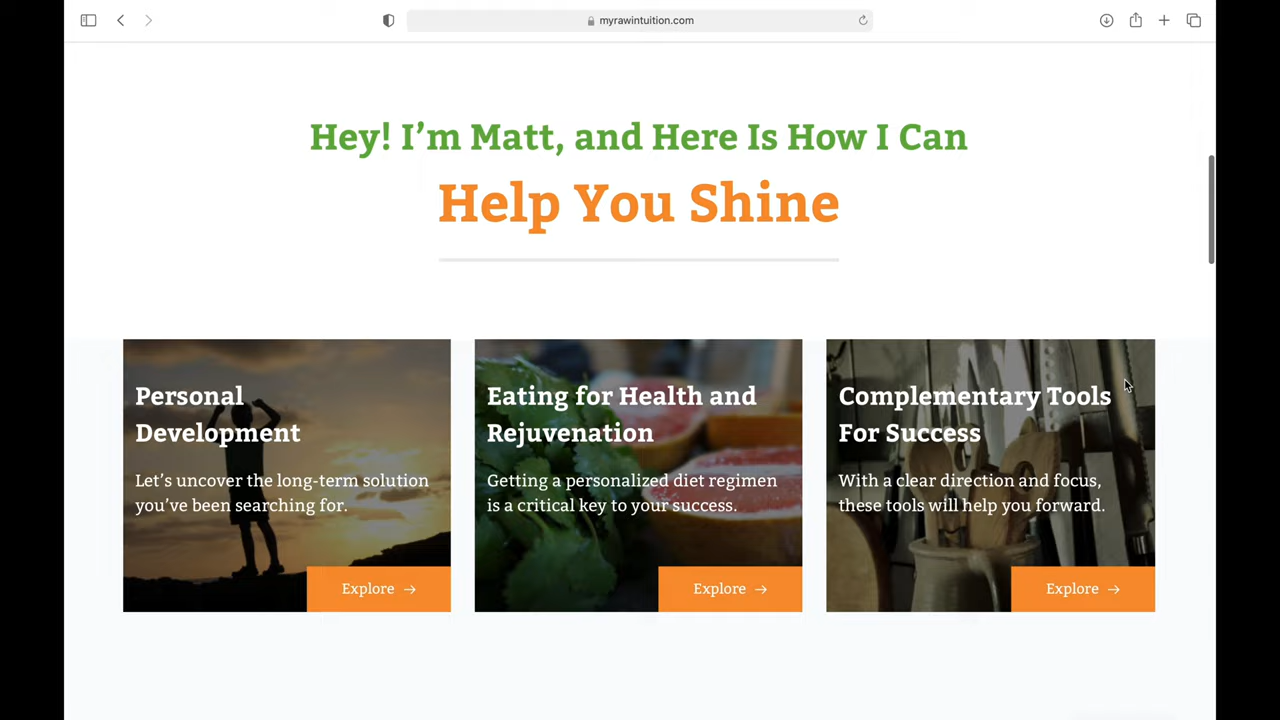 myrawintuition.com
Hey! I’m Matt, and Here Is How I Can
Help You Shine
Personal
Development
Let’s uncover the long-term solution
you’ve been searching for.
Explore →
Eating for Health and
Rejuvenation
Getting a personalized diet regimen
is a critical key to your success.
Explore →
Complementary Tools
For Success
With a clear direction and focus,
these tools will help you forward.
Explore →